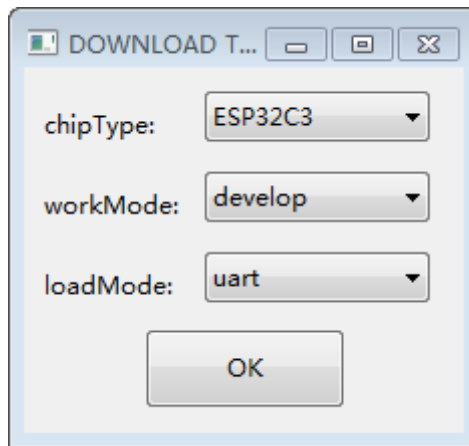 DOWNLOAD T...
chipType: ESP32C3
workMode: develop
loadMode: uart
OK